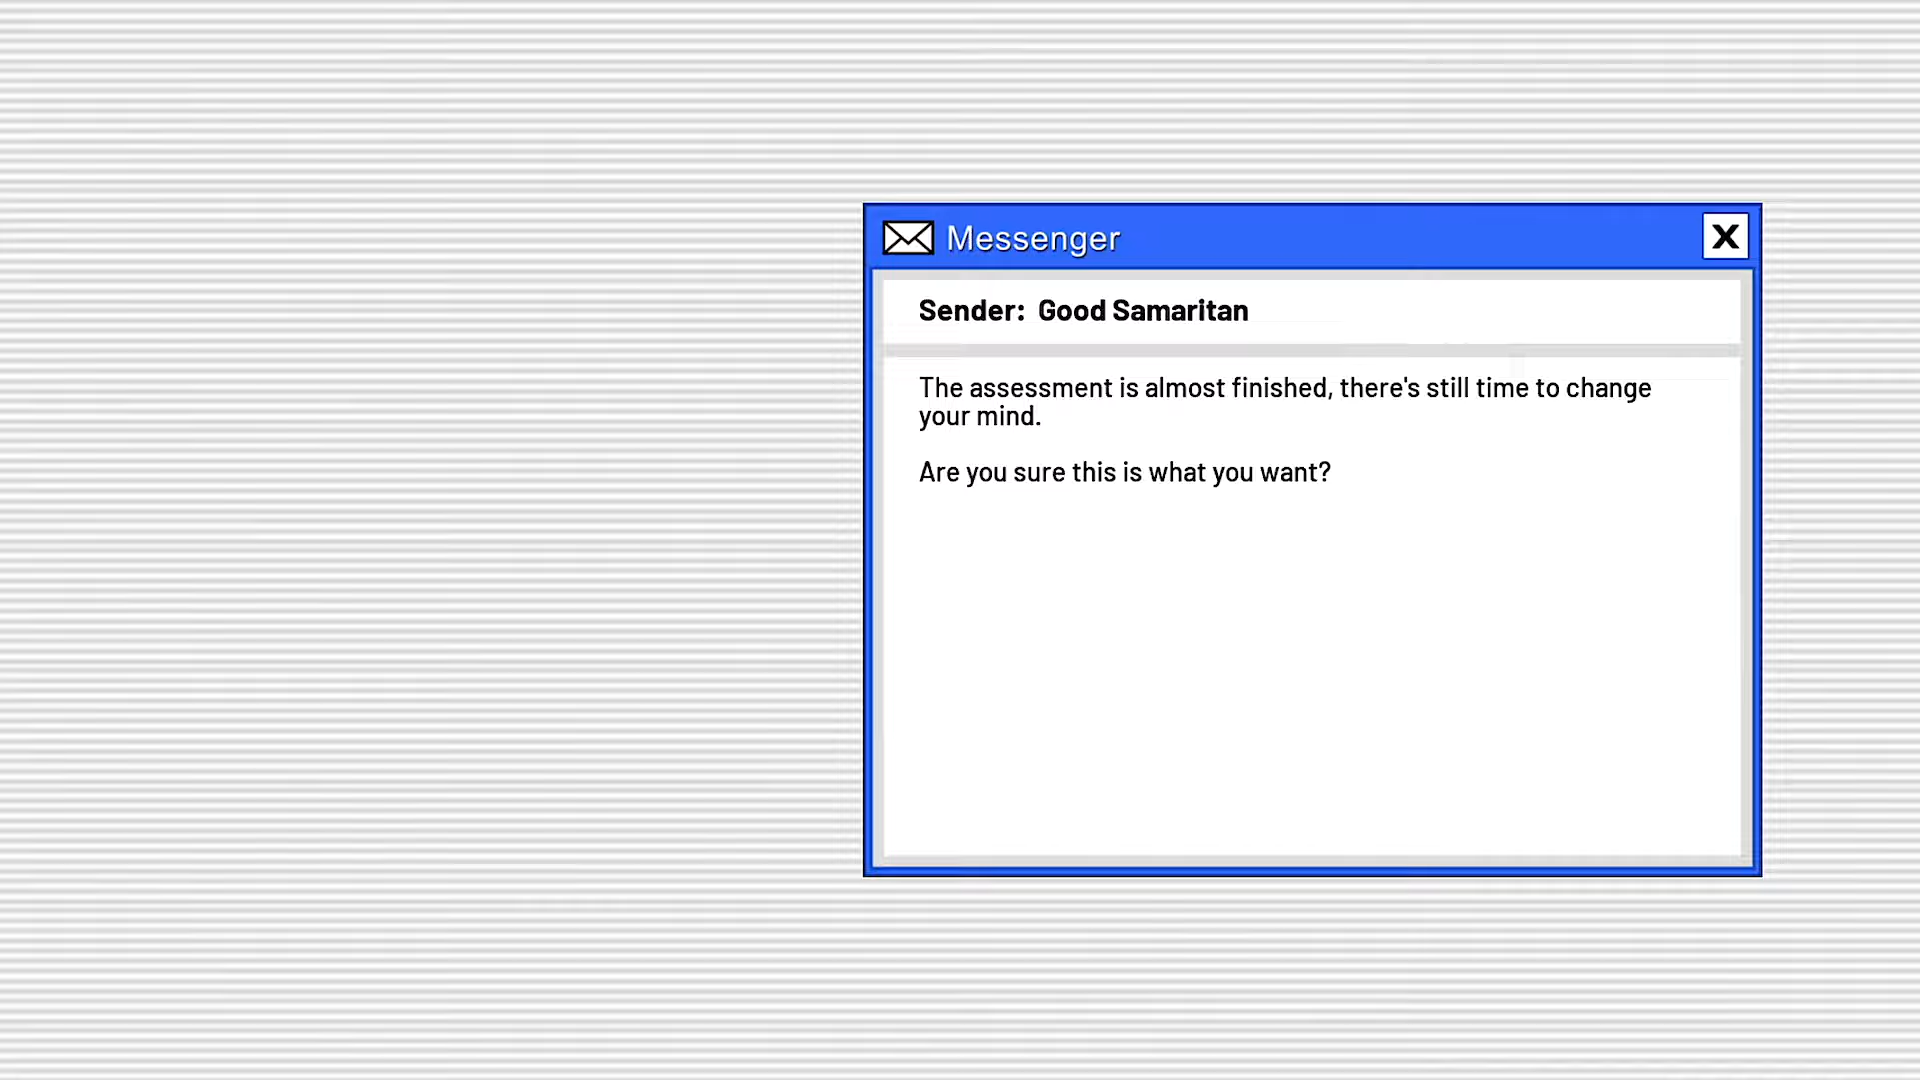 Messenger
X
Sender: Good Samaritan
The assessment is almost finished, there's still time to change
your mind.
Are you sure this is what you want?